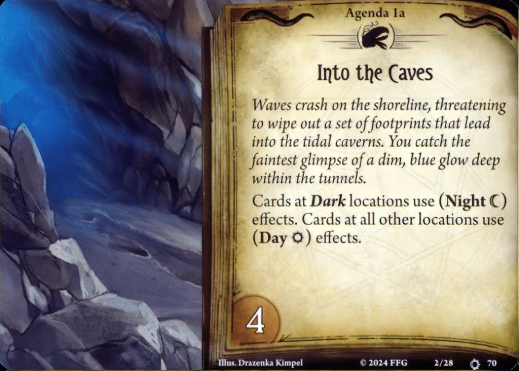 Agenda 1a
Into the Caves
Waves crash on the shoreline, threatening
to wipe out a set of footprints that lead
into the tidal caverns. You catch the
faintest glimpse of a dim, blue glow deep
within the tunnels.
Cards at Dark locations use (Night ☾)
effects. Cards at all other locations use
(Day ☼) effects.
4
Illus. Drazenka Kimpel © 2024 FFG 2/28 70